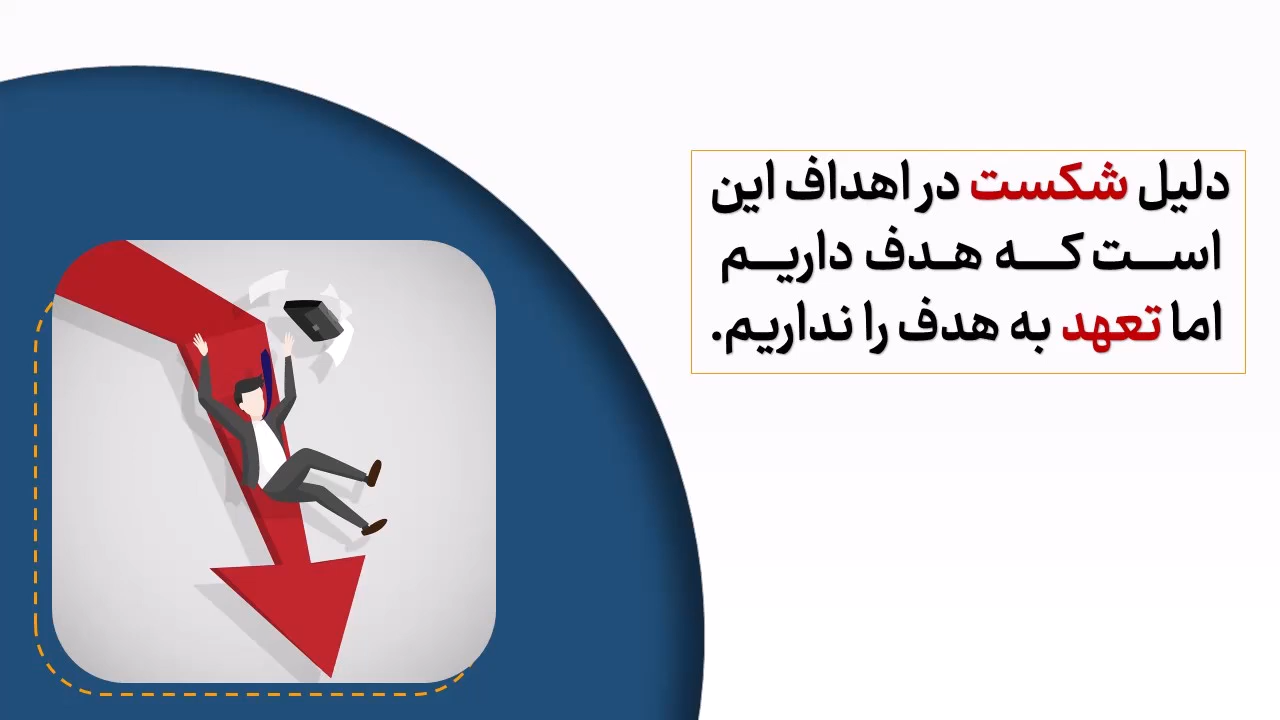 دلیل شکست در اهداف این
است که هدف داریم
اما تعهد به هدف را نداریم.